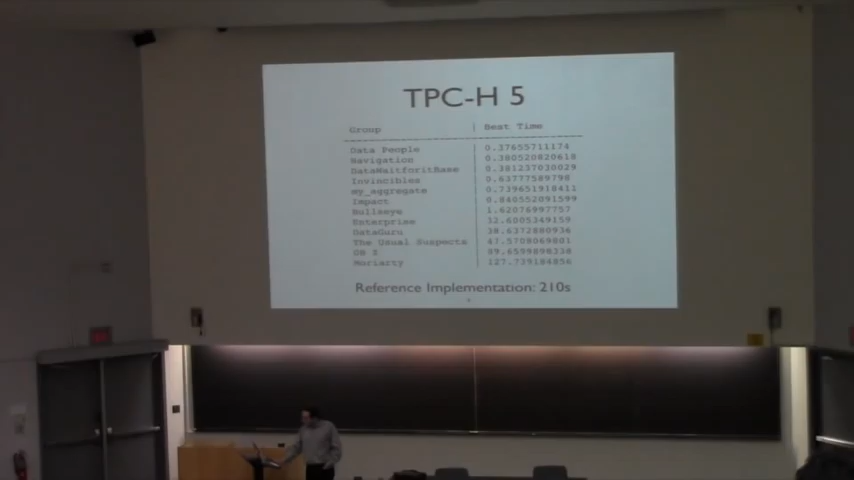 TPC-H 5
Group | Best Time
Data People | 0.37655711174
Navigation | 0.380520820618
DataWaitforitBase | 0.381237030029
Invincibles | 0.63777589798
my_aggregate | 0.739651918411
Impact | 0.840552091599
Bullseye | 1.62076997757
Enterprise | 32.6005349159
DataGuru | 38.6372880936
The Usual Suspects | 47.5708069801
Moriarty | 127.739184856
Reference Implementation: 210s